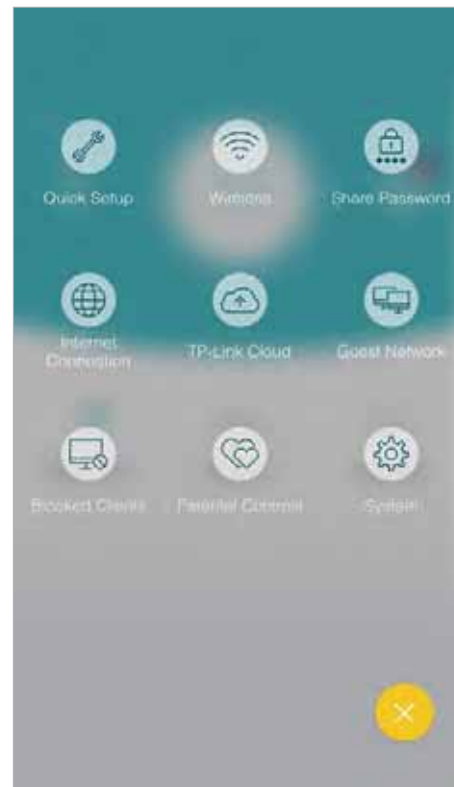 Quick Setup
Wireless
Share Password
Internet
Connection
TP-Link Cloud
Guest Network
Blocked Clients
Parental Controls
System